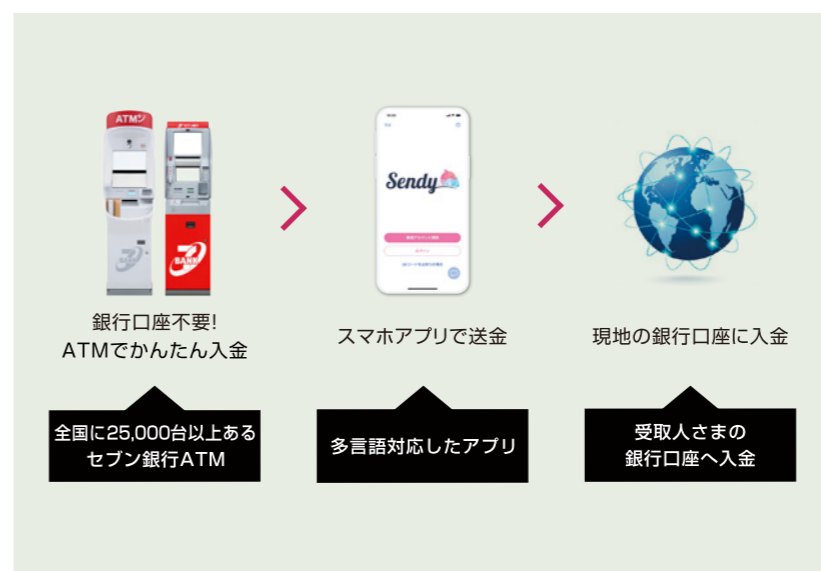 ATM
BANK
Sendy
銀行口座不要!
ATMでかんたん入金
スマホアプリで送金
現地の銀行口座に入金
全国に25,000台以上ある
セブン銀行ATM
多言語対応したアプリ
受取人さまの
銀行口座へ入金